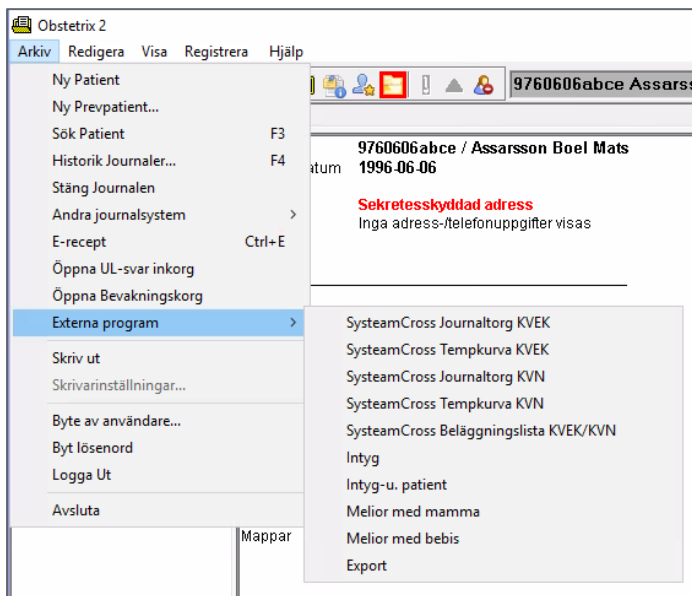 Obstetrix 2
Arkiv Redigera Visa Registrera Hjälp
9760606abce Assarss
Ny Patient
Ny Prevpatient...
Sök Patient F3
Historik Journaler... F4
Stäng Journalen
Andra journalsystem
E-recept Ctrl+E
Öppna UL-svar inkorg
Öppna Bevakningskorg
Externa program
Skriv ut
Skrivarinställningar...
Byte av användare...
Byt lösenord
Logga Ut
Avsluta
9760606abce / Assarsson Boel Mats
atum 1996-06-06
Sekretesskyddad adress
Inga adress-/telefonuppgifter visas
SysteamCross Journaltorg KVEK
SysteamCross Tempkurva KVEK
SysteamCross Journaltorg KVN
SysteamCross Tempkurva KVN
SysteamCross Beläggningslista KVEK/KVN
Intyg
Intyg-u. patient
Melior med mamma
Melior med bebis
Export
Mappar